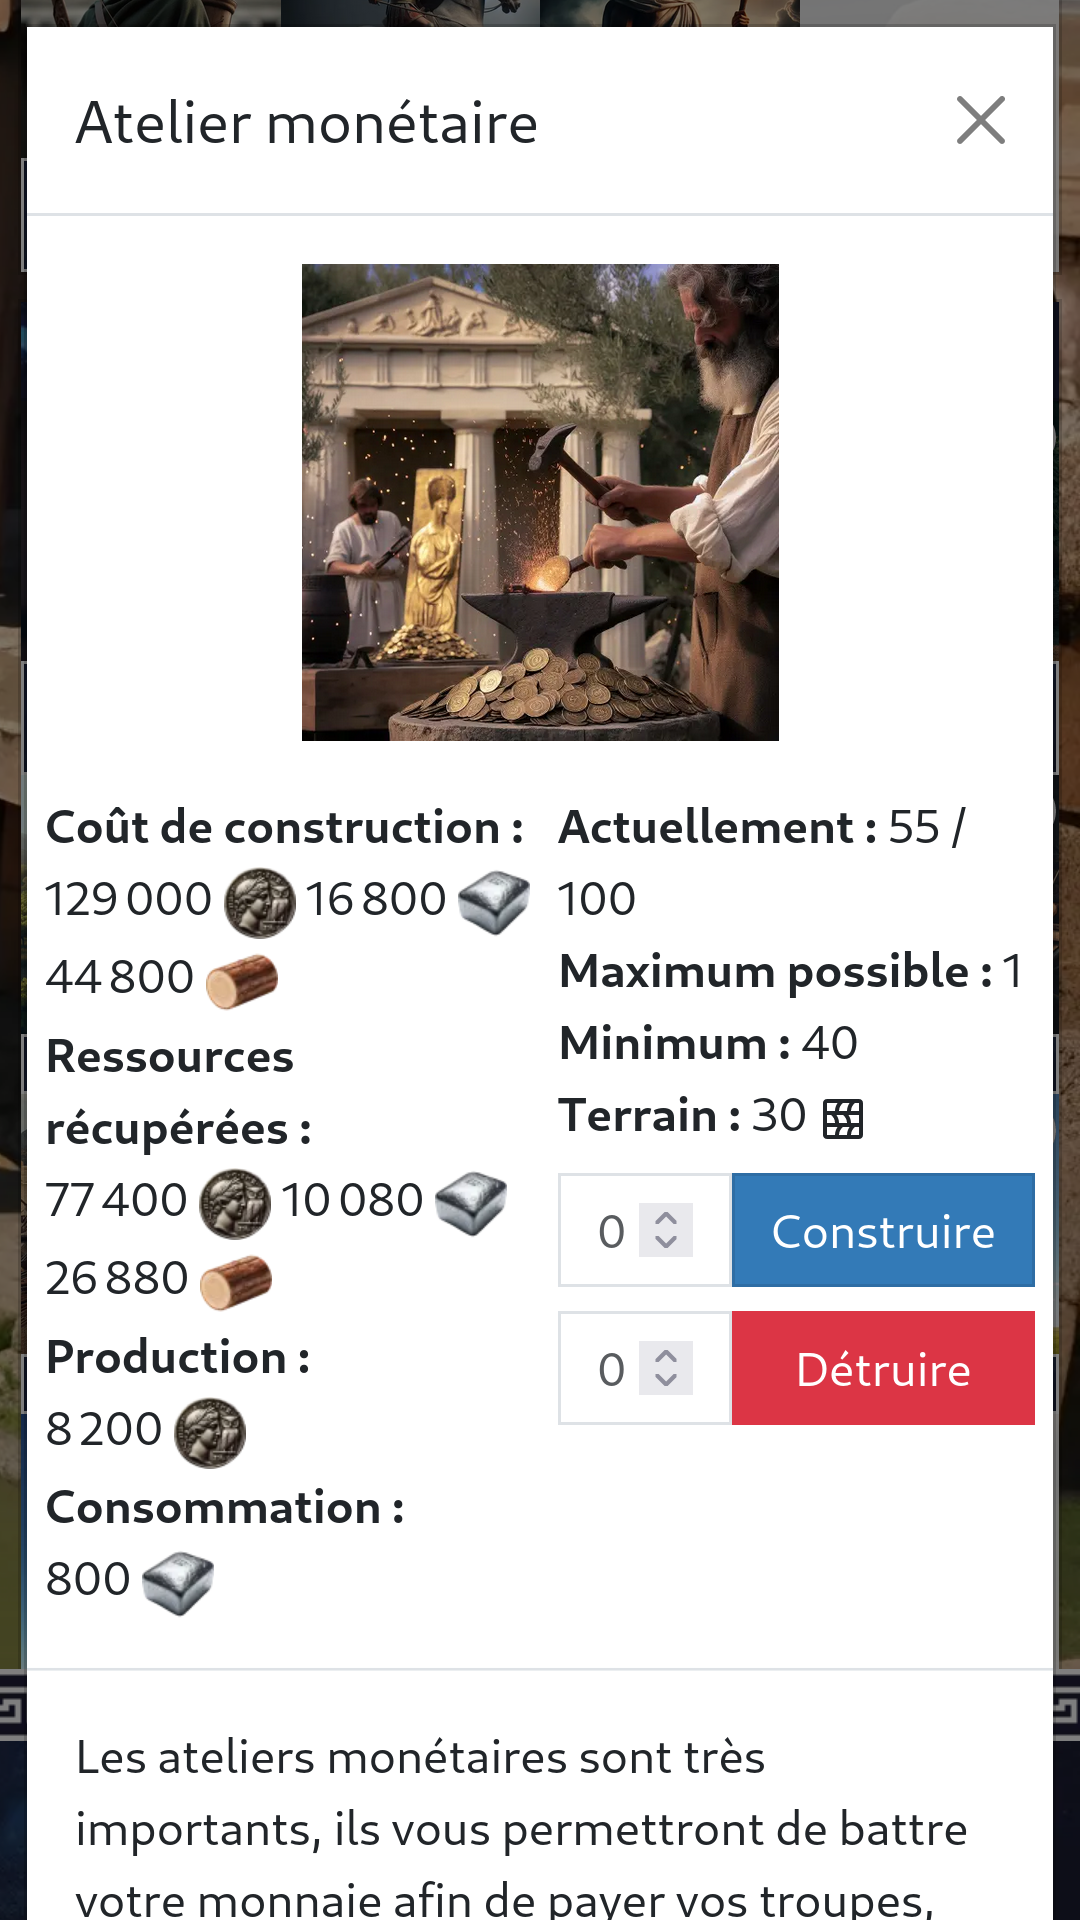 Atelier monétaire
Coût de construction :
129 000 16 800
44 800
Ressources
récupérées :
77 400 10 080
26 880
Production :
8 200
Consommation :
800
Actuellement : 55 /
100
Maximum possible : 1
Minimum : 40
Terrain : 30
0 Construire
0 Détruire
Les ateliers monétaires sont très
importants, ils vous permettront de battre
votre monnaie afin de payer vos troupes,